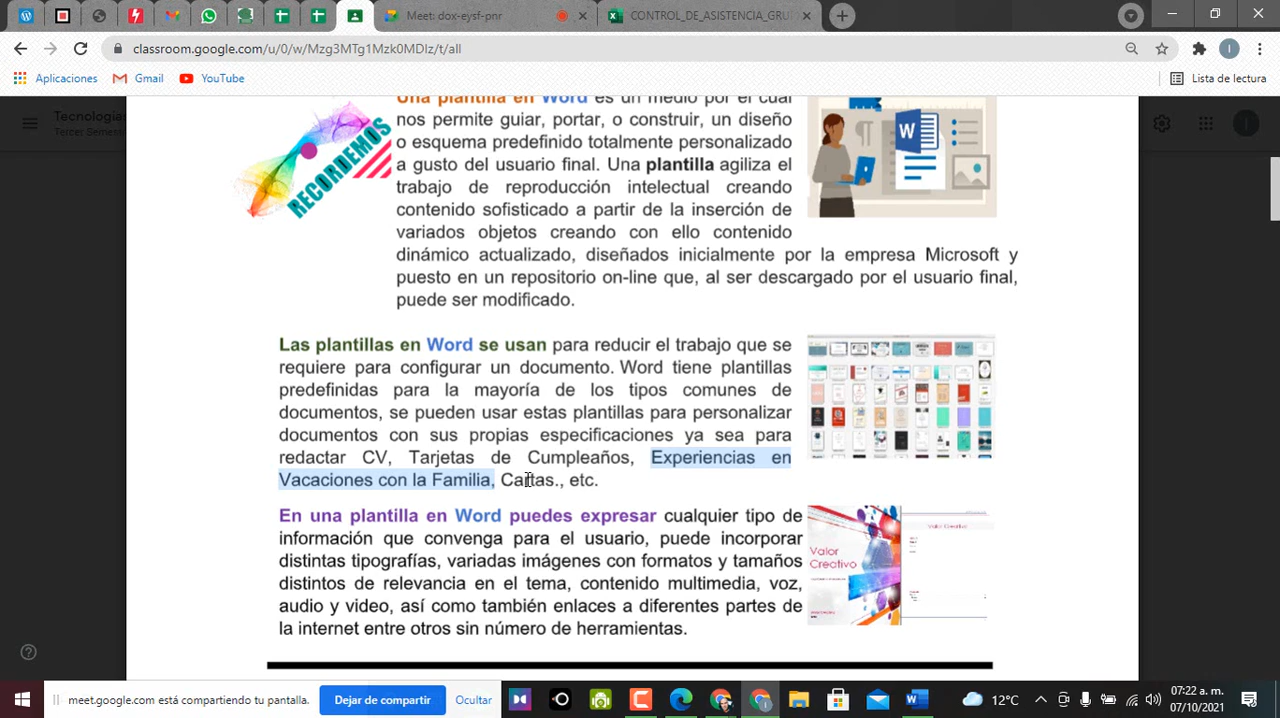 Meet: dox-eysf-pnr
CONTROL_DE_ASISTENCIA_GRUP
classroom.google.com/u/0/w/Mzg3MTg1Mzk0MDlz/t/all
Aplicaciones
Gmail
YouTube
Lista de lectura
Tecnologías
Tercer Semest
RECORDEMOS
Una plantilla en Word es un medio por el cual
nos permite guiar, portar, o construir, un diseño
o esquema predefinido totalmente personalizado
a gusto del usuario final. Una plantilla agiliza el
trabajo de reproducción intelectual creando
contenido sofisticado a partir de la inserción de
variados objetos creando con ello contenido
dinámico actualizado, diseñados inicialmente por la empresa Microsoft y
puesto en un repositorio on-line que, al ser descargado por el usuario final,
puede ser modificado.
W
Las plantillas en Word se usan para reducir el trabajo que se
requiere para configurar un documento. Word tiene plantillas
predefinidas para la mayoría de los tipos comunes de
documentos, se pueden usar estas plantillas para personalizar
documentos con sus propias especificaciones ya sea para
redactar CV, Tarjetas de Cumpleaños, Experiencias en
Vacaciones con la Familia, Cartas., etc.
En una plantilla en Word puedes expresar cualquier tipo de
información que convenga para el usuario, puede incorporar
distintas tipografías, variadas imágenes con formatos y tamaños
distintos de relevancia en el tema, contenido multimedia, voz,
audio y video, así como también enlaces a diferentes partes de
la internet entre otros sin número de herramientas.
Valor
Creativo
Valor Creativo
meet.google.com está compartiendo tu pantalla.
Dejar de compartir
Ocultar
12°C
07:22 a. m.
07/10/2021